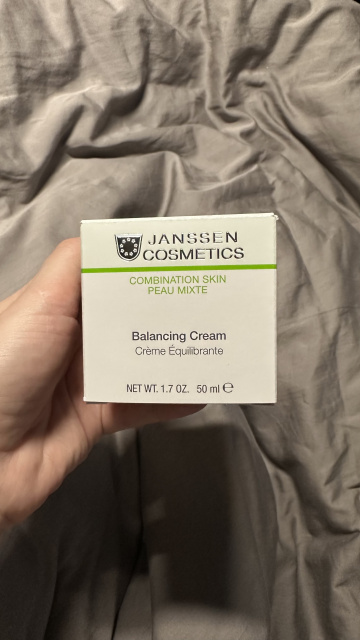 JANSSEN
COSMETICS
COMBINATION SKIN
PEAU MIXTE
Balancing Cream
Crème Équilibrante
NET WT. 1.7 OZ. 50 ml ℮